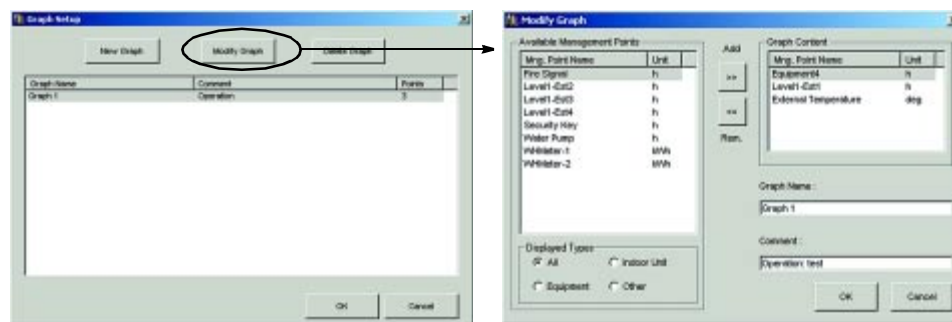 Graph Setup
New Graph
Modify Graph
Delete Graph
Graph Name Comment Points
Graph 1 Operation 3
OK Cancel
Modify Graph
Available Management Points
Mng. Point Name Unit
Fire Signal h
Level1-Ext2 h
Level1-Ext3 h
Level1-Ext4 h
Security Key h
Water Pump h
WHMeter-1 kWh
WHMeter-2 kWh
Displayed Types
All Indoor Unit
Equipment Other
Add
>>
<<
Rem.
Graph Content
Mng. Point Name Unit
Equipment4 h
Level1-Ext1 h
External Temperature deg
Graph Name :
Graph 1
Comment :
Operation: test
OK Cancel